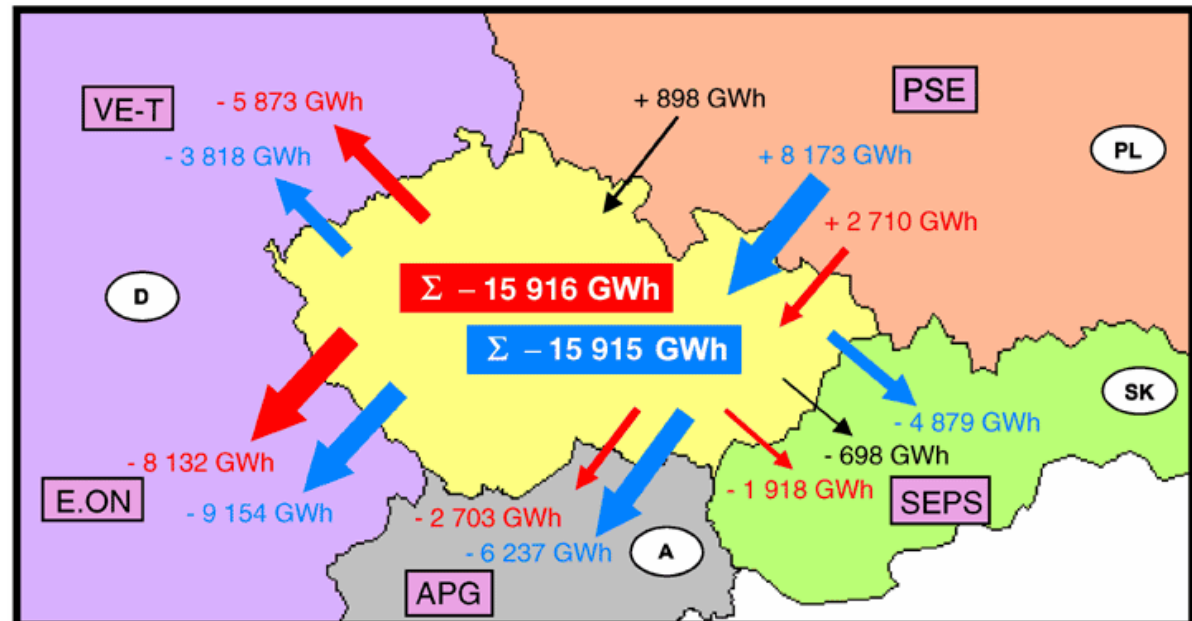 VE-T
- 5 873 GWh
- 3 818 GWh
+ 898 GWh
PSE
PL
+ 8 173 GWh
+ 2 710 GWh
D
Σ – 15 916 GWh
Σ – 15 915 GWh
SK
- 4 879 GWh
- 698 GWh
- 1 918 GWh
SEPS
- 8 132 GWh
E.ON
- 9 154 GWh
- 2 703 GWh
- 6 237 GWh
A
APG